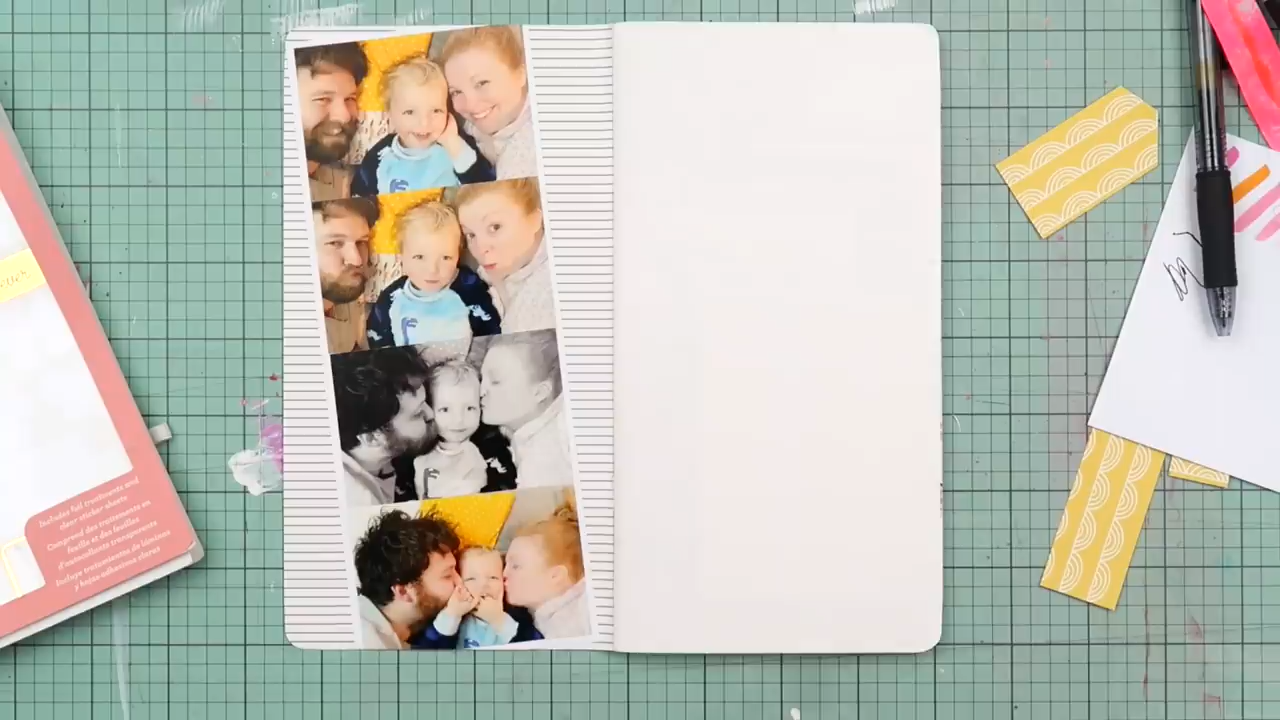 Includes foil treatments and
clear sticker sheets
Comprend des traitements en
feuille et des feuilles
d'autocollants transparents
Incluye tratamientos de láminas
y hojas adhesivas claras